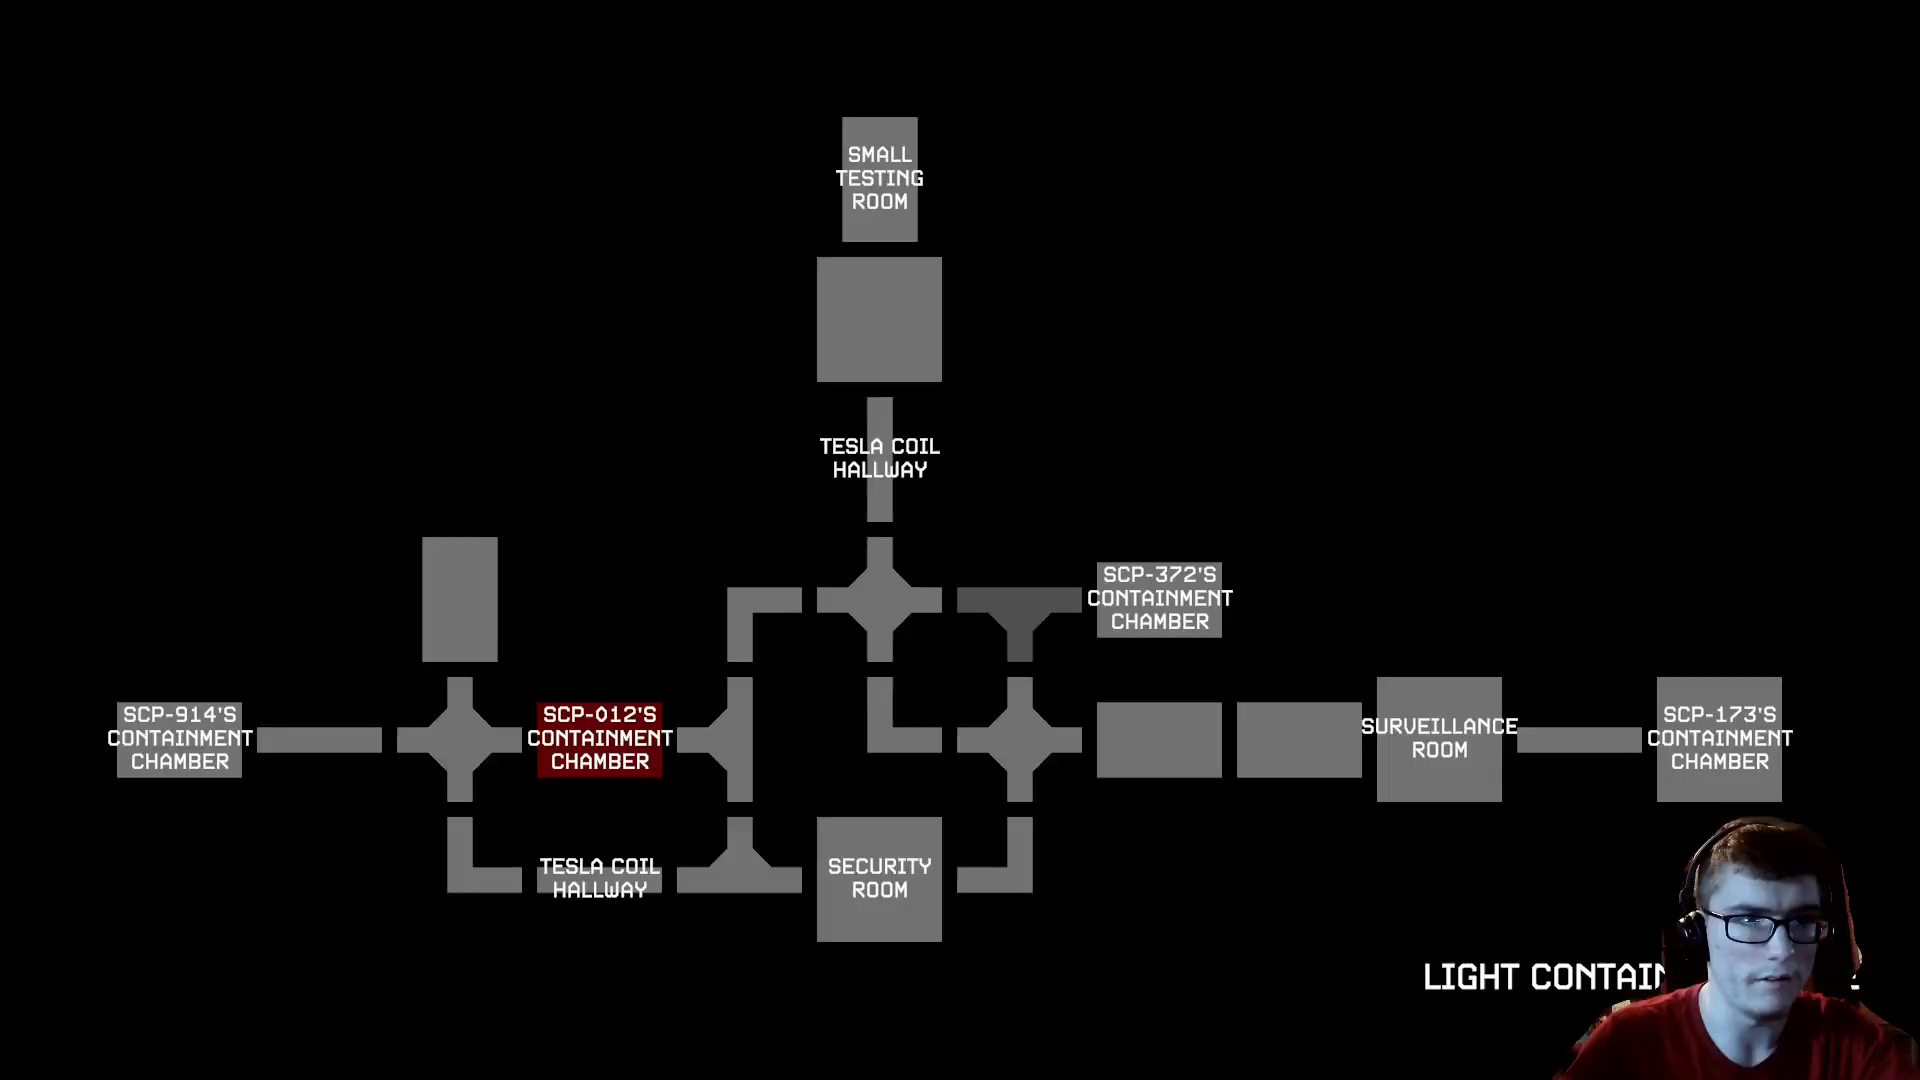 SMALL
TESTING
ROOM
TESLA COIL
HALLWAY
SCP-372'S
CONTAINMENT
CHAMBER
SCP-914'S
CONTAINMENT
CHAMBER
SCP-012'S
CONTAINMENT
CHAMBER
SURVEILLANCE
ROOM
SCP-173'S
CONTAINMENT
CHAMBER
TESLA COIL
HALLWAY
SECURITY
ROOM
LIGHT